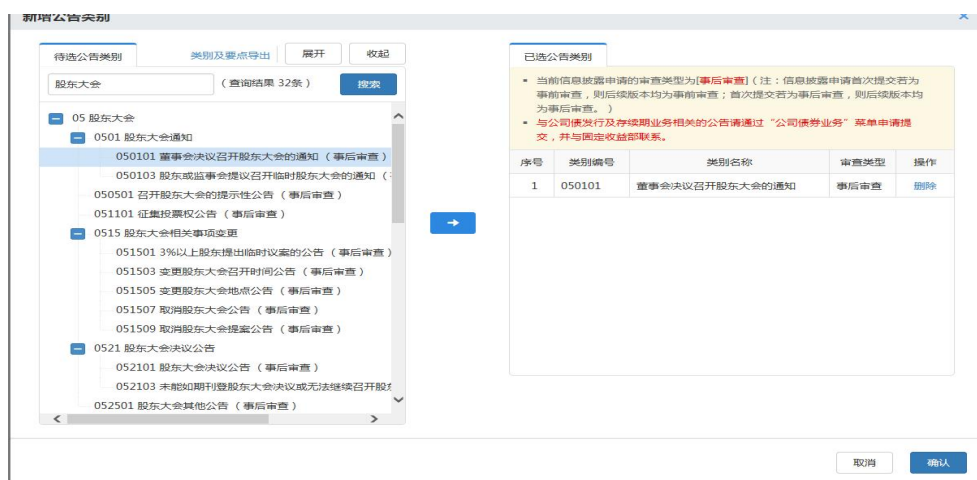 新增公告类别
待选公告类别 类别及要点导出 展开 收起
股东大会 （查询结果 32条） 搜索
05 股东大会
0501 股东大会通知
050101 董事会决议召开股东大会的通知（事后审查）
050103 股东或监事会提议召开临时股东大会的通知（
050501 召开股东大会的提示性公告（事后审查）
051101 征集投票权公告（事后审查）
0515 股东大会相关事项变更
051501 3%以上股东提出临时议案的公告（事后审查）
051503 变更股东大会召开时间公告（事后审查）
051505 变更股东大会地点公告（事后审查）
051507 取消股东大会公告（事后审查）
051509 取消股东大会提案公告（事后审查）
0521 股东大会决议公告
052101 股东大会决议公告（事后审查）
052103 未能如期刊登股东大会决议或无法继续召开股
052501 股东大会其他公告（事后审查）
已选公告类别
当前信息披露申请的审查类型为[事后审查]（注：信息披露申请首次提交若为
事前审查，则后续版本均为事前审查；首次提交若为事后审查，则后续版本均
为事后审查。）
与公司债发行及存续期业务相关的公告请通过“公司债券业务”菜单申请提
交，并与固定收益部联系。
序号 类别编号 类别名称 审查类型 操作
1 050101 董事会决议召开股东大会的通知 事后审查 删除
取消 确认